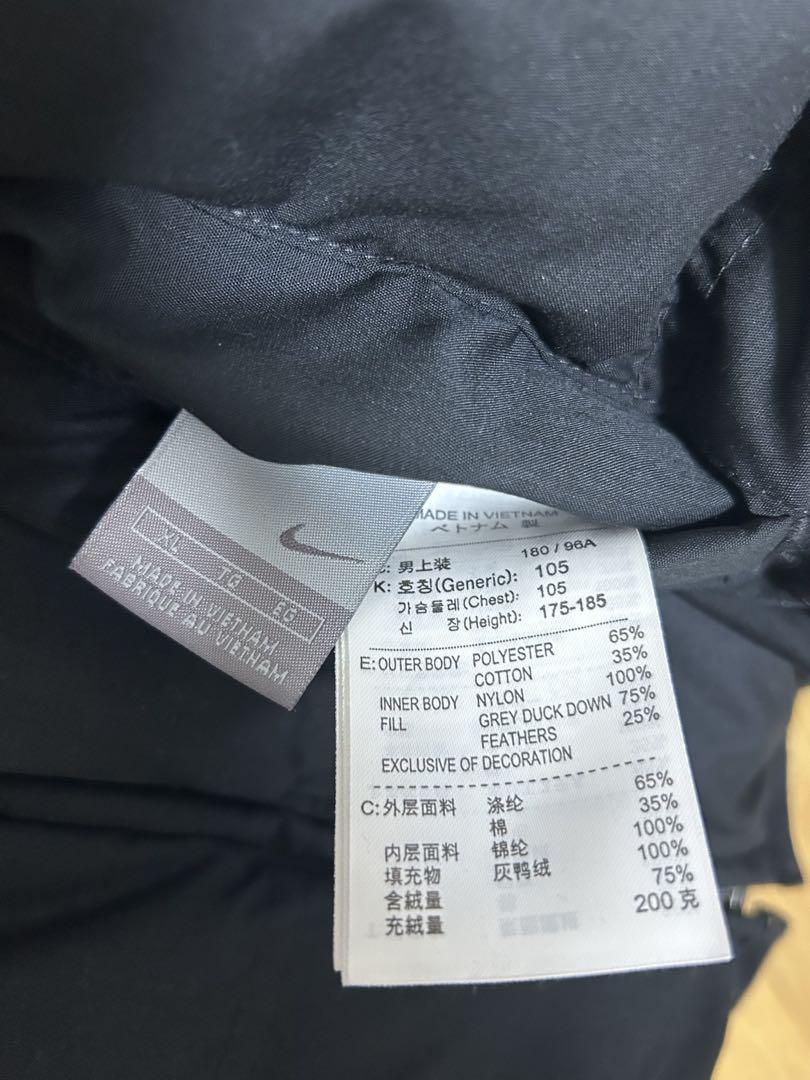 XL TG EG
MADE IN VIETNAM
FABRIQUE AU VIETNAM
MADE IN VIETNAM
ベトナム 製
男上装 180 / 96A
K: 호칭(Generic): 105
가슴둘레(Chest): 105
신 장(Height): 175-185
E: OUTER BODY POLYESTER 65%
COTTON 35%
INNER BODY NYLON 100%
FILL GREY DUCK DOWN 75%
FEATHERS 25%
EXCLUSIVE OF DECORATION
C: 外层面料 涤纶 65%
棉 35%
内层面料 锦纶 100%
填充物 灰鸭绒 100%
含絨量 75%
充絨量 200 克